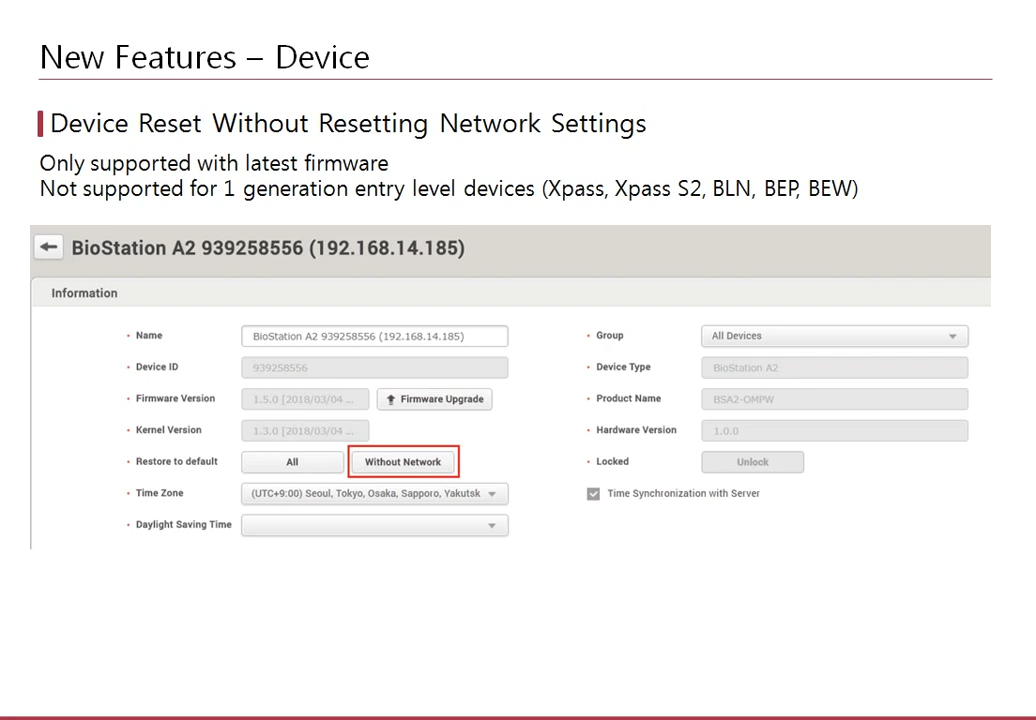 New Features – Device
Device Reset Without Resetting Network Settings
Only supported with latest firmware
Not supported for 1 generation entry level devices (Xpass, Xpass S2, BLN, BEP, BEW)
BioStation A2 939258556 (192.168.14.185)
Information
Name BioStation A2 939258556 (192.168.14.185) Group All Devices
Device ID 939258556 Device Type BioStation A2
Firmware Version 1.5.0 [2018/03/04 ... Firmware Upgrade Product Name BSA2-OMPW
Kernel Version 1.3.0 [2018/03/04 ... Hardware Version 1.0.0
Restore to default All Without Network Locked Unlock
Time Zone (UTC+9:00) Seoul, Tokyo, Osaka, Sapporo, Yakutsk Time Synchronization with Server
Daylight Saving Time